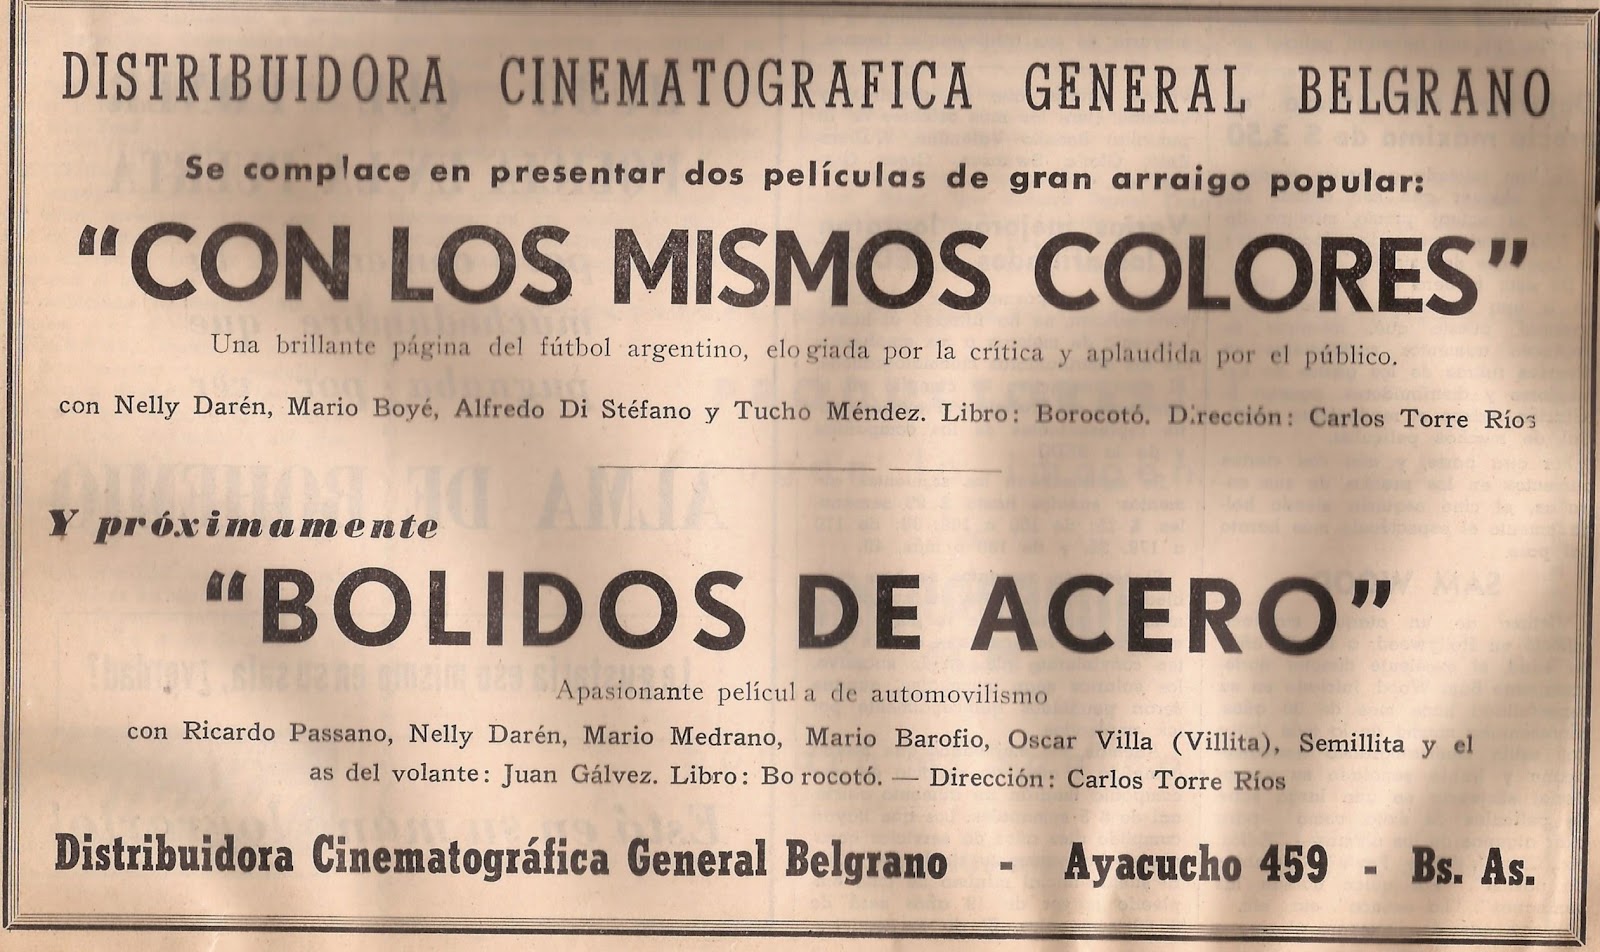 DISTRIBUIDORA CINEMATOGRAFICA GENERAL BELGRANO
Se complace en presentar dos películas de gran arraigo popular:
“CON LOS MISMOS COLORES”
Una brillante página del fútbol argentino, elogiada por la crítica y aplaudida por el público.
con Nelly Darén, Mario Boyé, Alfredo Di Stéfano y Tucho Méndez. Libro: Borocotó. Dirección: Carlos Torre Ríos
Y próximamente
“BOLIDOS DE ACERO”
Apasionante película de automovilismo
con Ricardo Passano, Nelly Darén, Mario Medrano, Mario Barofio, Oscar Villa (Villita), Semillita y el
as del volante: Juan Gálvez. Libro: Borocotó. — Dirección: Carlos Torre Ríos
Distribuidora Cinematográfica General Belgrano - Ayacucho 459 - Bs. As.